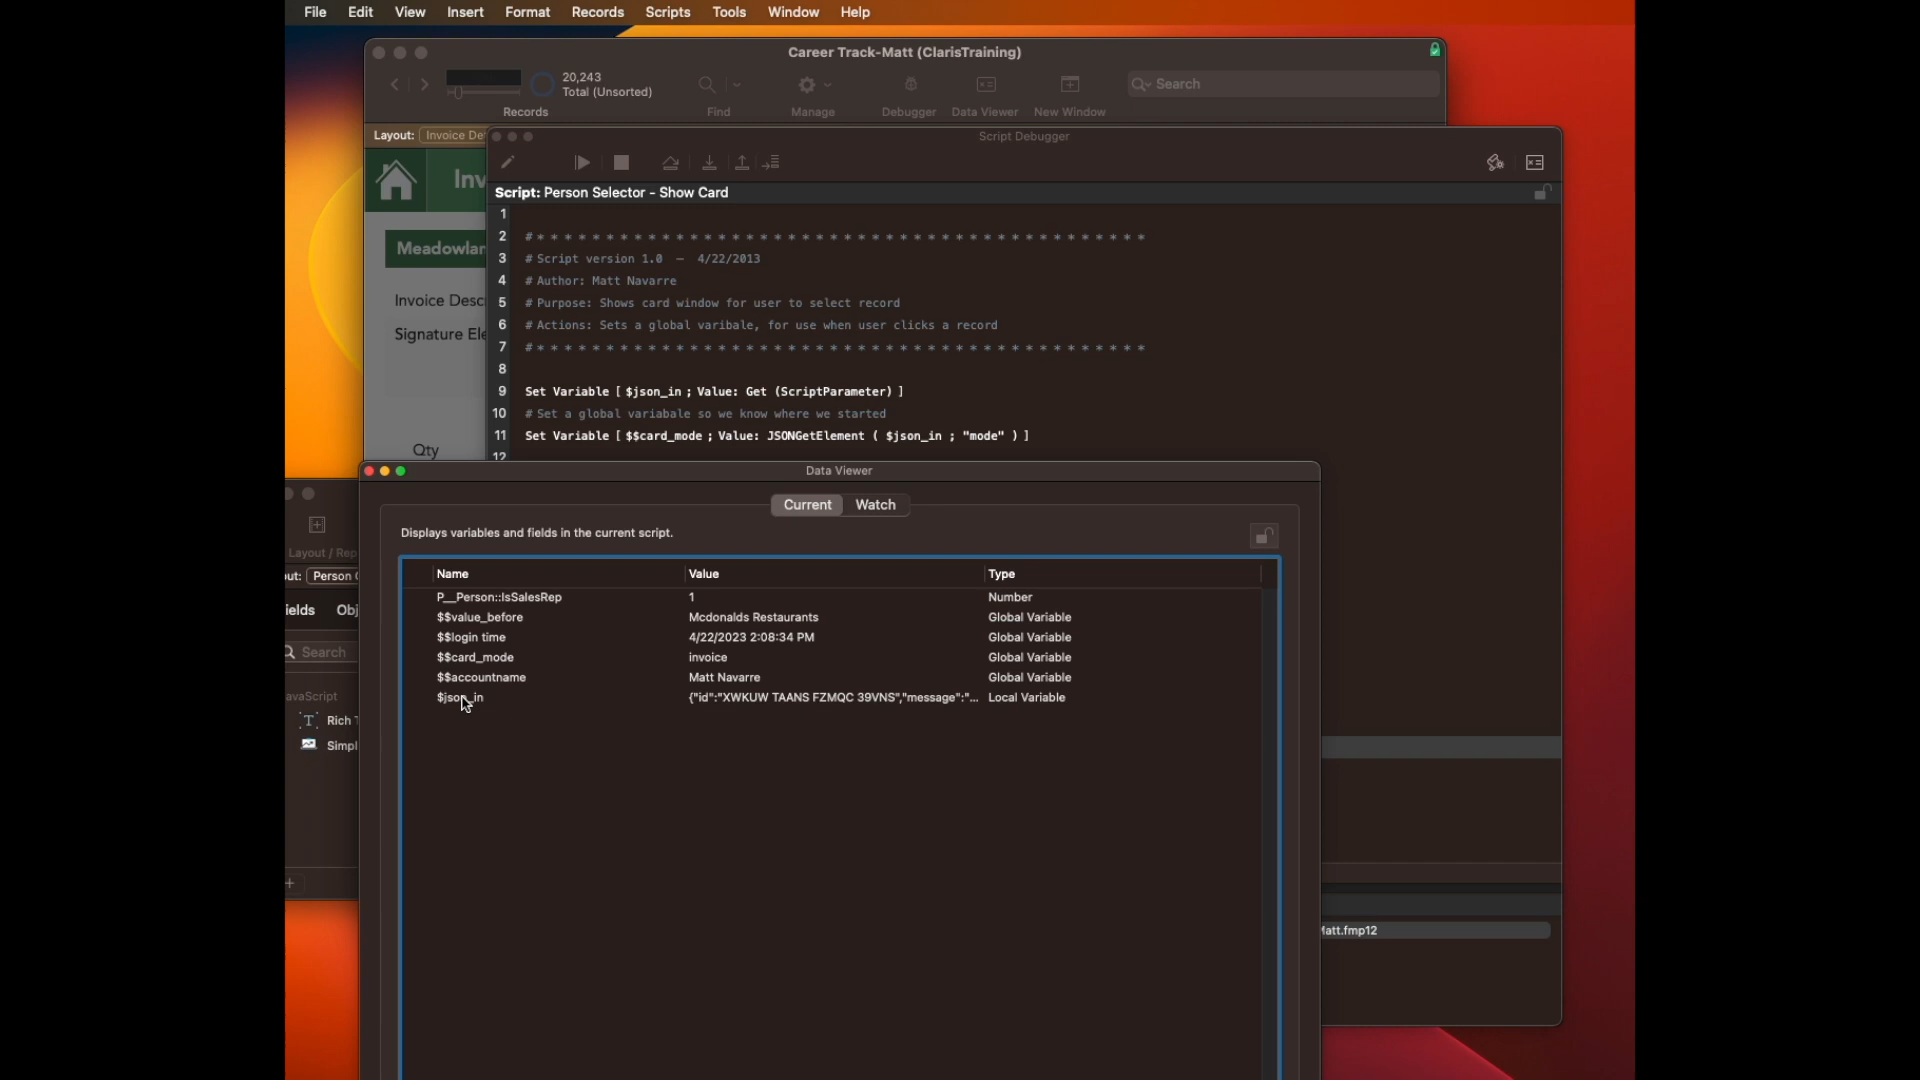 File Edit View Insert Format Records Scripts Tools Window Help
Career Track-Matt (ClarisTraining)
20,243
Total (Unsorted)
Search
Records Find Manage Debugger Data Viewer New Window
Layout: Invoice De
Script Debugger
Inv
Script: Person Selector - Show Card
1
2 # * * * * * * * * * * * * * * * * * * * * * * * * * * * * * * * * * * * * * * * * * * * *
3 # Script version 1.0 — 4/22/2013
4 # Author: Matt Navarre
5 # Purpose: Shows card window for user to select record
6 # Actions: Sets a global varibale, for use when user clicks a record
7 # * * * * * * * * * * * * * * * * * * * * * * * * * * * * * * * * * * * * * * * * * * * *
8
9 Set Variable [ $json_in ; Value: Get (ScriptParameter) ]
10 # Set a global variabale so we know where we started
11 Set Variable [ $$card_mode ; Value: JSONGetElement ( $json_in ; "mode" ) ]
12
Meadowlan
Invoice Desc
Signature Ele
Qty
Data Viewer
Current Watch
Displays variables and fields in the current script.
Name Value Type
P__Person::IsSalesRep 1 Number
$$value_before Mcdonalds Restaurants Global Variable
$$login time 4/22/2023 2:08:34 PM Global Variable
$$card_mode invoice Global Variable
$$accountname Matt Navarre Global Variable
$json_in {"id":"XWKUW TAANS FZMQC 39VNS","message":"... Local Variable
Layout / Rep
out: Person
ields Obj
Search
avaScript
Rich T
Simpl
Matt.fmp12